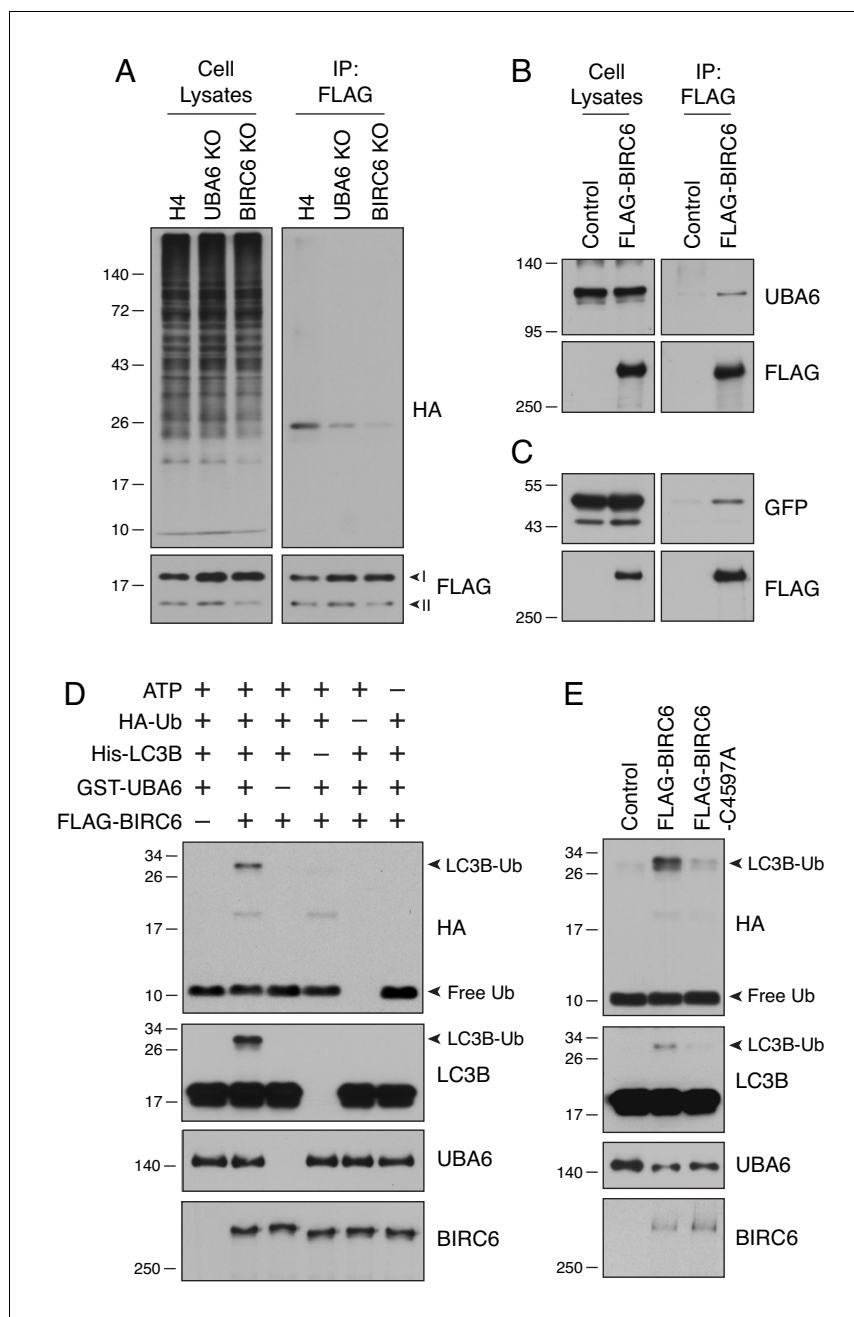 A
Cell
Lysates
IP:
FLAG
H4
UBA6 KO
BIRC6 KO
H4
UBA6 KO
BIRC6 KO
140
72
43
26
17
10
HA
17
I
II
FLAG
B
Cell
Lysates
IP:
FLAG
Control
FLAG-BIRC6
Control
FLAG-BIRC6
140
95
UBA6
250
FLAG
C
55
43
GFP
250
FLAG
D
ATP + + + + + –
HA-Ub + + + + – +
His-LC3B + + + – + +
GST-UBA6 + + – + + +
FLAG-BIRC6 – + + + + +
34
26
17
10
LC3B-Ub
HA
Free Ub
34
26
17
LC3B-Ub
LC3B
140
UBA6
250
BIRC6
E
Control
FLAG-BIRC6
FLAG-BIRC6
-C4597A
34
26
17
10
LC3B-Ub
HA
Free Ub
34
26
17
LC3B-Ub
LC3B
140
UBA6
250
BIRC6